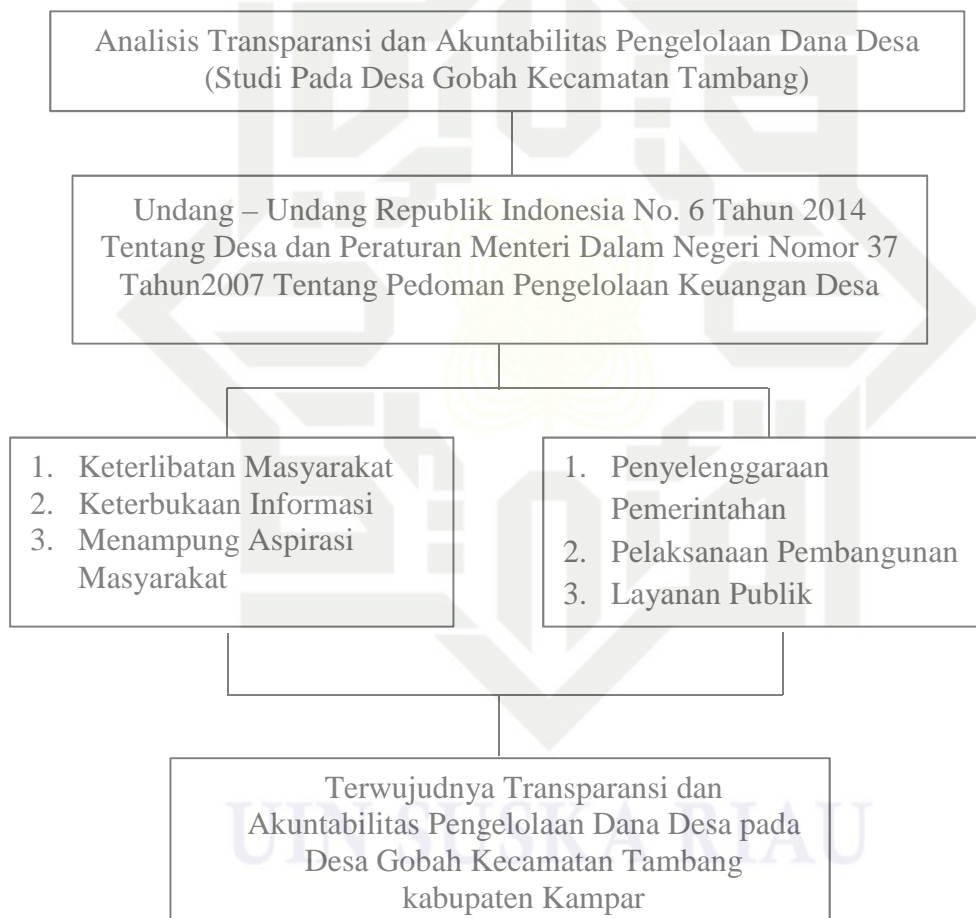 Analisis Transparansi dan Akuntabilitas Pengelolaan Dana Desa
(Studi Pada Desa Gobah Kecamatan Tambang)
Undang – Undang Republik Indonesia No. 6 Tahun 2014
Tentang Desa dan Peraturan Menteri Dalam Negeri Nomor 37
Tahun2007 Tentang Pedoman Pengelolaan Keuangan Desa
1. Keterlibatan Masyarakat
2. Keterbukaan Informasi
3. Menampung Aspirasi
Masyarakat
1. Penyelenggaraan
Pemerintahan
2. Pelaksanaan Pembangunan
3. Layanan Publik
Terwujudnya Transparansi dan
Akuntabilitas Pengelolaan Dana Desa pada
Desa Gobah Kecamatan Tambang
kabupaten Kampar
UIN SUSKA RIAU